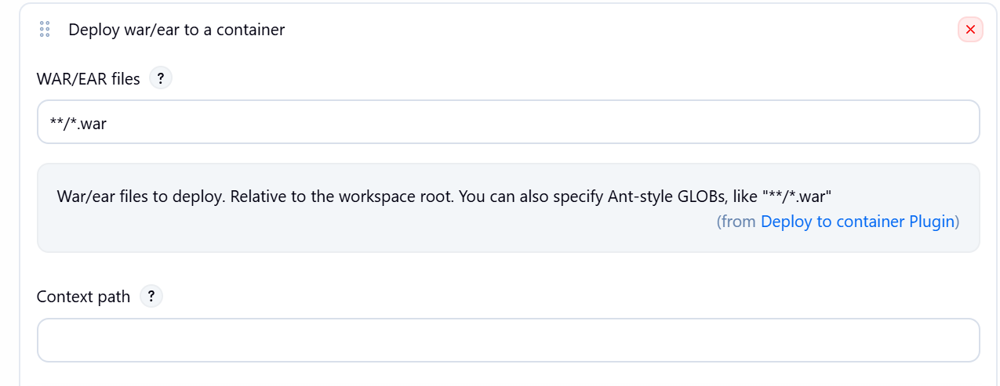 Deploy war/ear to a container
WAR/EAR files ?
**/*.war
War/ear files to deploy. Relative to the workspace root. You can also specify Ant-style GLOBs, like "**/*.war"
(from Deploy to container Plugin)
Context path ?